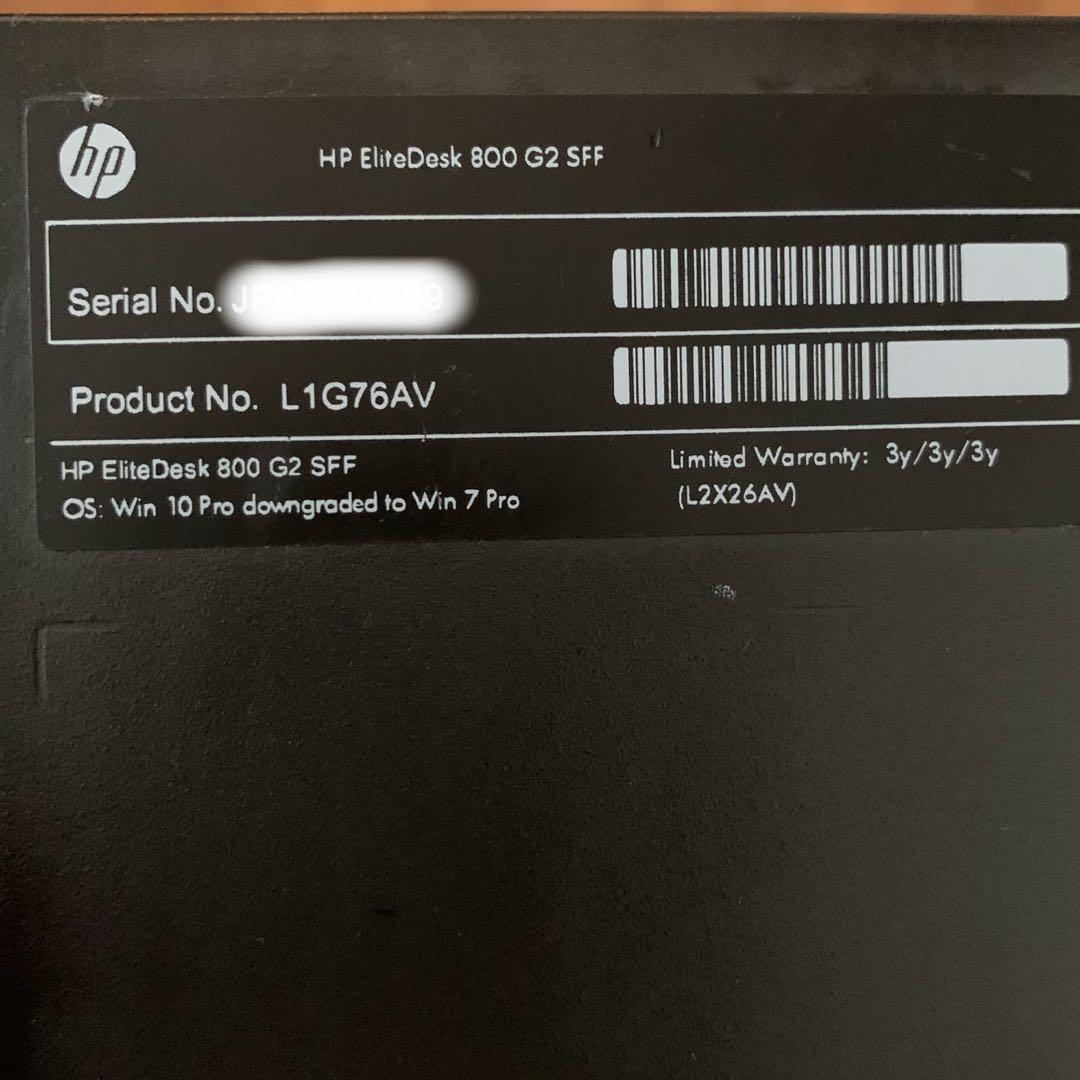 hp
HP EliteDesk 800 G2 SFF
Serial No.
Product No. L1G76AV
HP EliteDesk 800 G2 SFF
OS: Win 10 Pro downgraded to Win 7 Pro
Limited Warranty: 3y/3y/3y
(L2X26AV)